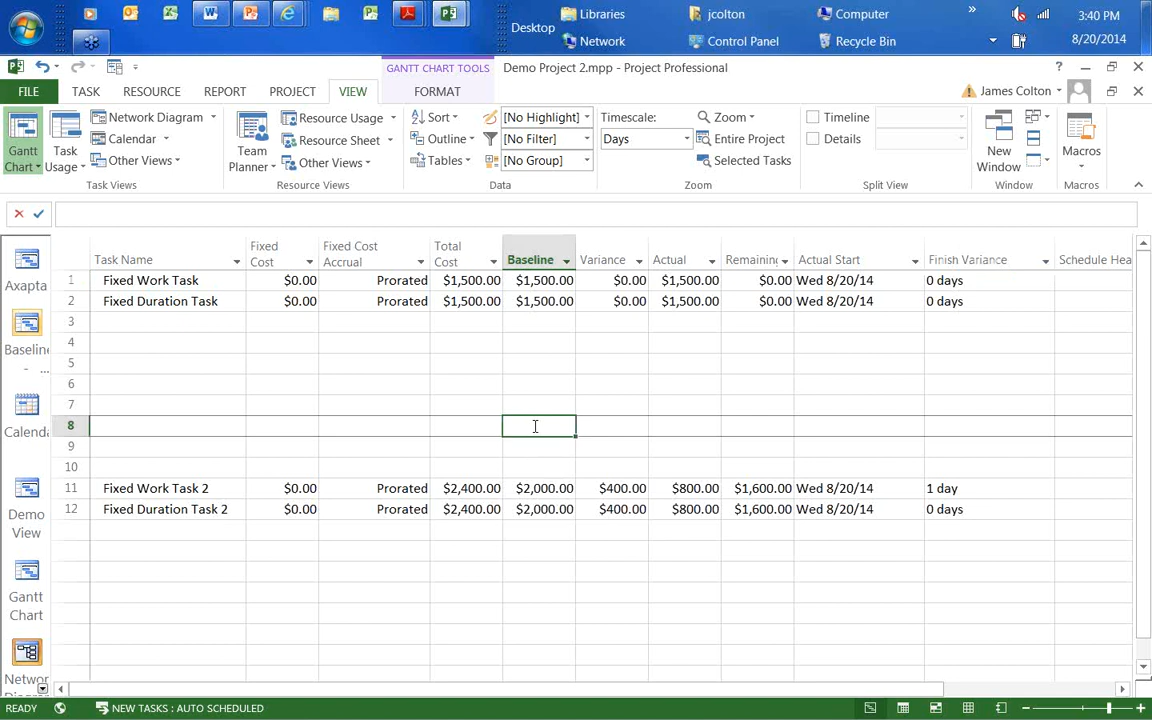 Desktop
Libraries
jcolton
Computer
»
Network
Control Panel
Recycle Bin
3:40 PM
8/20/2014
GANTT CHART TOOLS
Demo Project 2.mpp - Project Professional
?
FILE
TASK
RESOURCE
REPORT
PROJECT
VIEW
FORMAT
James Colton
Gantt Chart
Task Usage
Network Diagram
Calendar
Other Views
Task Views
Team Planner
Resource Usage
Resource Sheet
Other Views
Resource Views
Sort
Outline
Tables
[No Highlight]
[No Filter]
[No Group]
Data
Timescale:
Days
Zoom
Entire Project
Selected Tasks
Zoom
Timeline
Details
Split View
New Window
Window
Macros
Macros
Task Name Fixed Cost Fixed Cost Accrual Total Cost Baseline Variance Actual Remaining Actual Start Finish Variance Schedule Hea
1 Fixed Work Task $0.00 Prorated $1,500.00 $1,500.00 $0.00 $1,500.00 $0.00 Wed 8/20/14 0 days
2 Fixed Duration Task $0.00 Prorated $1,500.00 $1,500.00 $0.00 $1,500.00 $0.00 Wed 8/20/14 0 days
3
4
5
6
7
8
9
10
11 Fixed Work Task 2 $0.00 Prorated $2,400.00 $2,000.00 $400.00 $800.00 $1,600.00 Wed 8/20/14 1 day
12 Fixed Duration Task 2 $0.00 Prorated $2,400.00 $2,000.00 $400.00 $800.00 $1,600.00 Wed 8/20/14 0 days
Axapta
Baseline
- ...
Calenda
Demo
View
Gantt
Chart
Networ
READY
NEW TASKS : AUTO SCHEDULED